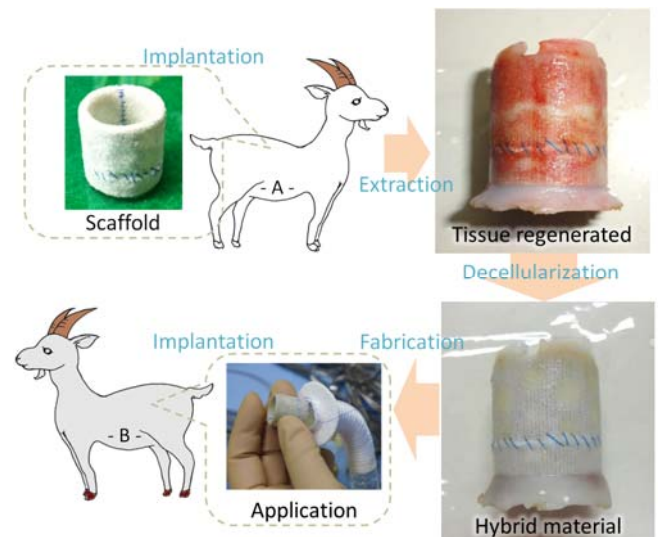 Implantation
Scaffold
- A -
Extraction
Tissue regenerated
Decellularization
Implantation
Fabrication
- B -
Application
Hybrid material